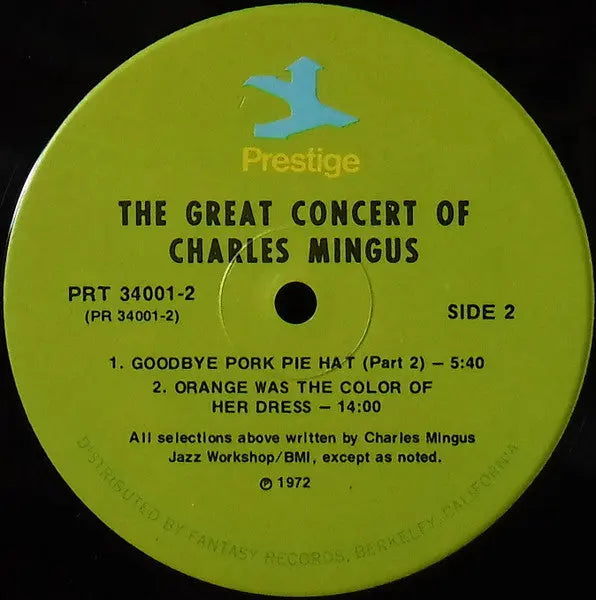 Prestige
THE GREAT CONCERT OF
CHARLES MINGUS
PRT 34001-2
(PR 34001-2)
SIDE 2
1. GOODBYE PORK PIE HAT (Part 2) – 5:40
2. ORANGE WAS THE COLOR OF
HER DRESS – 14:00
All selections above written by Charles Mingus
Jazz Workshop/BMI, except as noted.
℗ 1972
DISTRIBUTED BY FANTASY RECORDS, BERKELEY, CALIFORNIA